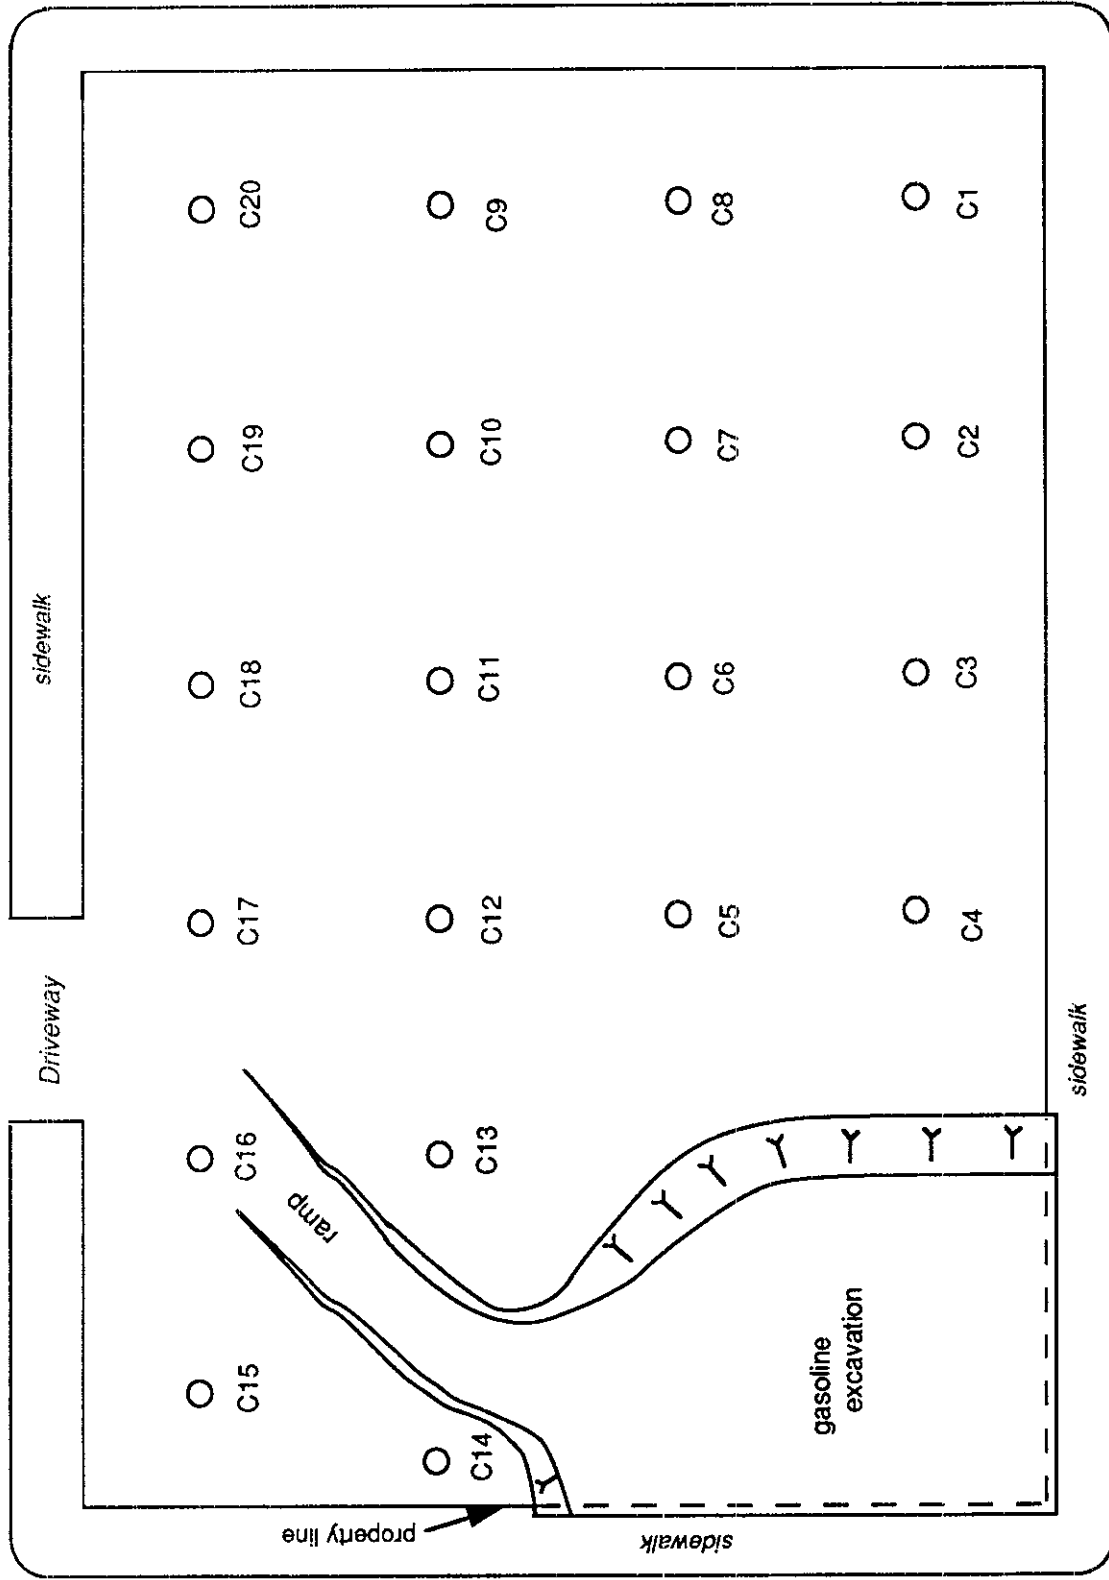 Driveway
sidewalk
C15
C16
C17
C18
C19
C20
ramp
property line
C14
C13
C12
C11
C10
C9
sidewalk
C5
C6
C7
C8
gasoline
excavation
C4
C3
C2
C1
sidewalk